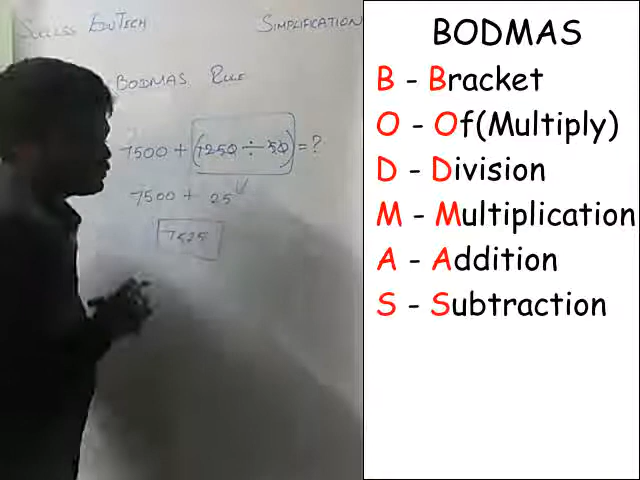 SUCCESS EDUTECH SIMPLIFICATION
BODMAS RULE
7500 + (1250 ÷ 50) = ?
7500 + 25
7525
BODMAS
B - Bracket
O - Of(Multiply)
D - Division
M - Multiplication
A - Addition
S - Subtraction